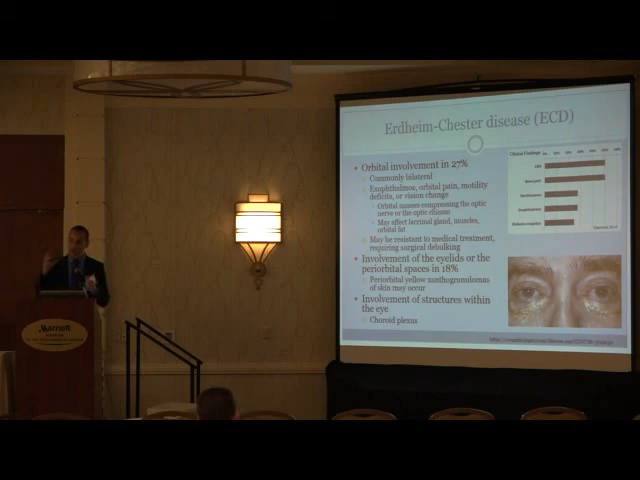 Erdheim-Chester disease (ECD)
Orbital involvement in 27%
Commonly bilateral
Exophthelmos, orbital pain, motility
deficits, or vision change
Orbital masses compressing the optic
nerve or the optic chiasm
May affect lacrimal gland, muscles,
orbital fat
May be resistant to medical treatment,
requiring surgical debulking
Involvement of the eyelids or the
periorbital spaces in 18%
Periorbital yellow xanthogranulomas
of skin may occur
Involvement of structures within
the eye
Choroid plexus
Clinical Findings
Marriott